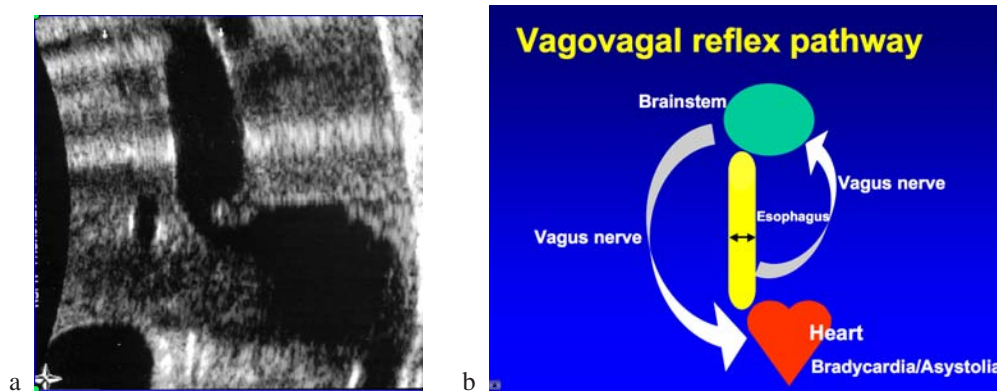 a
b
Vagovagal reflex pathway
Brainstem
Vagus nerve
Esophagus
Vagus nerve
Heart
Bradycardia/Asystolia